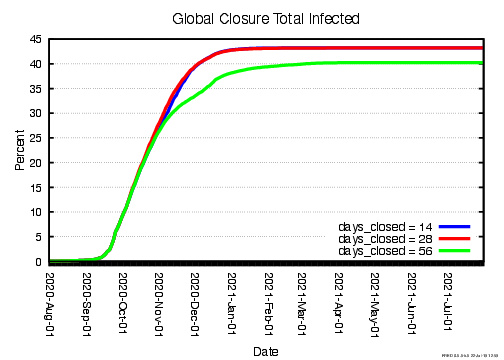 Global Closure Total Infected
Percent
45
40
35
30
25
20
15
10
5
0
days_closed = 14
days_closed = 28
days_closed = 56
2020-Aug-01
2020-Sep-01
2020-Oct-01
2020-Nov-01
2020-Dec-01
2021-Jan-01
2021-Feb-01
2021-Mar-01
2021-Apr-01
2021-May-01
2021-Jun-01
2021-Jul-01
Date